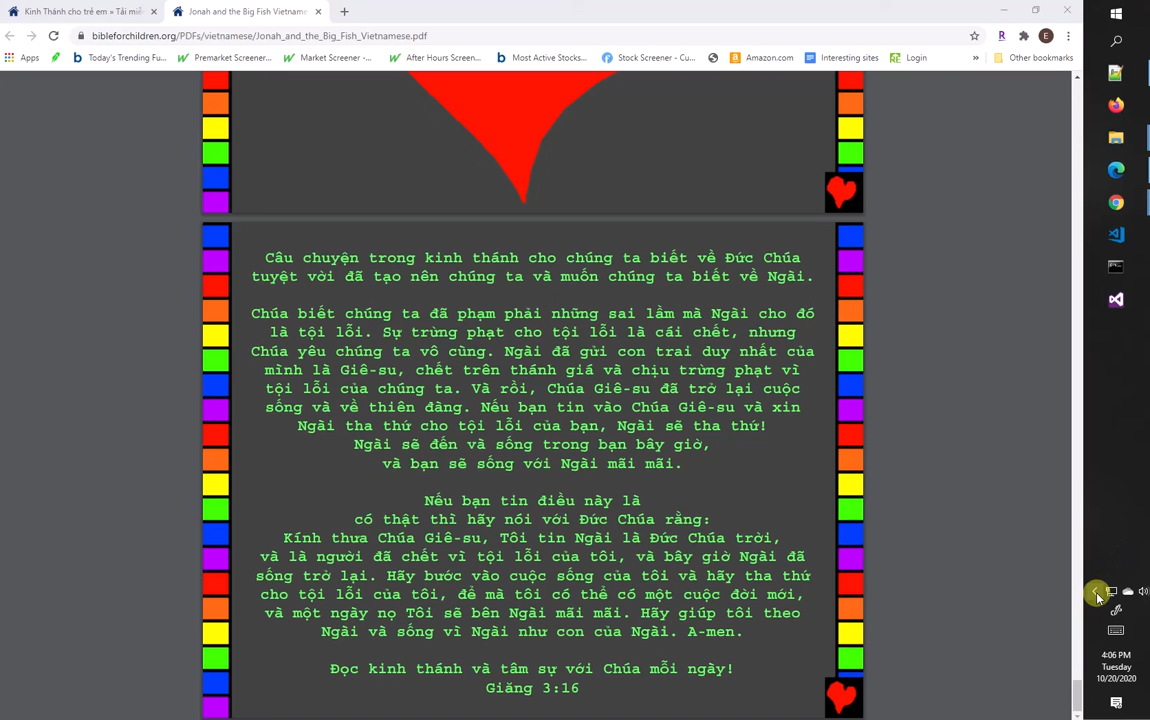 Kinh Thánh cho trẻ em » Tải miễ
Jonah and the Big Fish Vietname
bibleforchildren.org/PDFs/vietnamese/Jonah_and_the_Big_Fish_Vietnamese.pdf
Apps
Today's Trending Fu...
Premarket Screener...
Market Screener -...
After Hours Screen...
Most Active Stocks...
Stock Screener - Cu...
Amazon.com
Interesting sites
Login
Other bookmarks
Câu chuyện trong kinh thánh cho chúng ta biết về Đức Chúa
tuyệt vời đã tạo nên chúng ta và muốn chúng ta biết về Ngài.
Chúa biết chúng ta đã phạm phải những sai lầm mà Ngài cho đó
là tội lỗi. Sự trừng phạt cho tội lỗi là cái chết, nhưng
Chúa yêu chúng ta vô cùng. Ngài đã gửi con trai duy nhất của
mình là Giê-su, chết trên thánh giá và chịu trừng phạt vì
tội lỗi của chúng ta. Và rồi, Chúa Giê-su đã trở lại cuộc
sống và về thiên đàng. Nếu bạn tin vào Chúa Giê-su và xin
Ngài tha thứ cho tội lỗi của bạn, Ngài sẽ tha thứ!
Ngài sẽ đến và sống trong bạn bây giờ,
và bạn sẽ sống với Ngài mãi mãi.
Nếu bạn tin điều này là
có thật thì hãy nói với Đức Chúa rằng:
Kính thưa Chúa Giê-su, Tôi tin Ngài là Đức Chúa trời,
và là người đã chết vì tội lỗi của tôi, và bây giờ Ngài đã
sống trở lại. Hãy bước vào cuộc sống của tôi và hãy tha thứ
cho tội lỗi của tôi, để mà tôi có thể có một cuộc đời mới,
và một ngày nọ Tôi sẽ bên Ngài mãi mãi. Hãy giúp tôi theo
Ngài và sống vì Ngài như con của Ngài. A-men.
Đọc kinh thánh và tâm sự với Chúa mỗi ngày!
Giăng 3:16
4:06 PM
Tuesday
10/20/2020